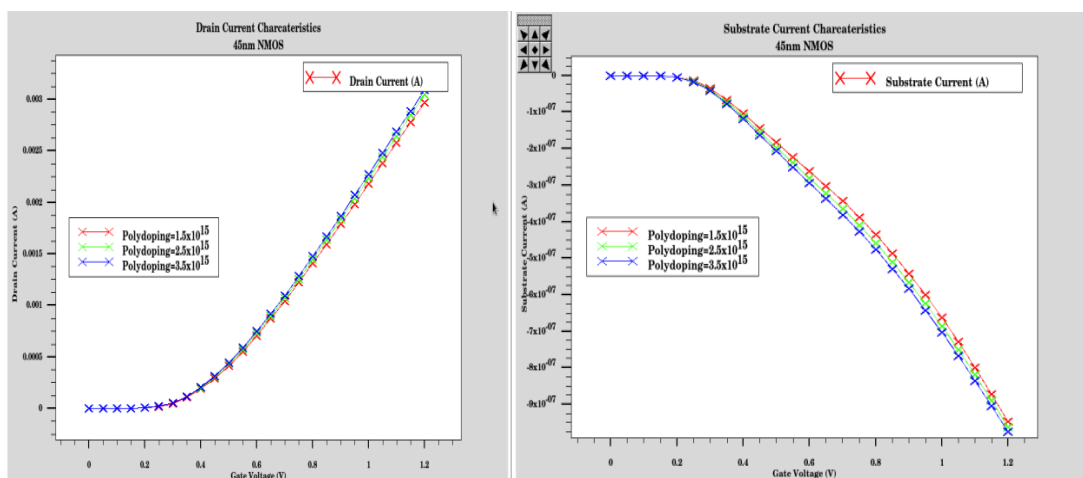 Drain Current Charcateristics
45nm NMOS
Drain Current (A)
0.003
0.0025
0.002
0.0015
0.001
0.0005
0
Drain Current (A)
Polydoping=1.5x10^15
Polydoping=2.5x10^15
Polydoping=3.5x10^15
0 0.2 0.4 0.6 0.8 1 1.2
Gate Voltage (V)
Substrate Current Charcateristics
45nm NMOS
Substrate Current (A)
0
-1x10^-07
-2x10^-07
-3x10^-07
-4x10^-07
-5x10^-07
-6x10^-07
-7x10^-07
-8x10^-07
-9x10^-07
Substrate Current (A)
Polydoping=1.5x10^15
Polydoping=2.5x10^15
Polydoping=3.5x10^15
0 0.2 0.4 0.6 0.8 1 1.2
Gate Voltage (V)